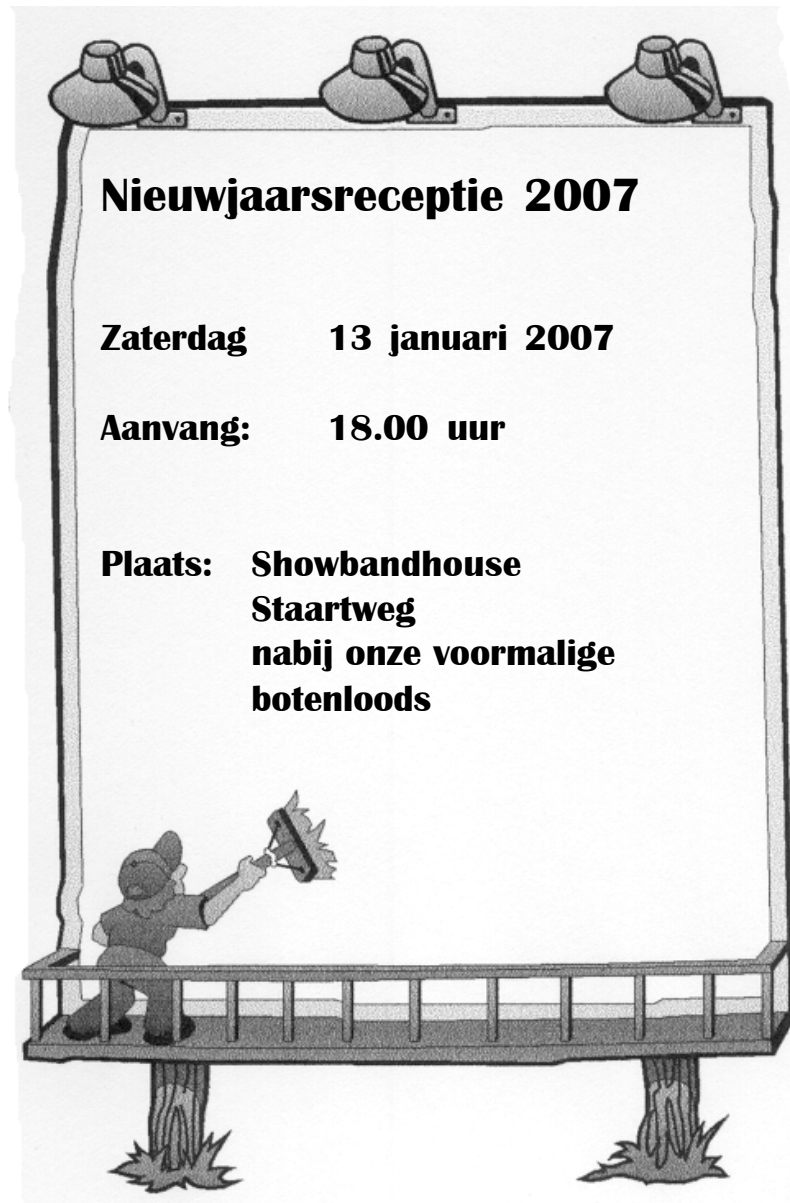 Nieuwjaarsreceptie 2007
Zaterdag 13 januari 2007
Aanvang: 18.00 uur
Plaats: Showbandhouse
Staartweg
nabij onze voormalige
botenloods